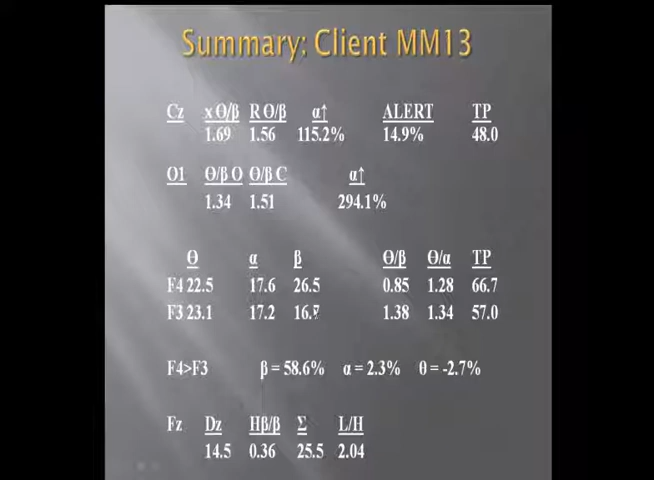 Summary: Client MM13
Cz x Θ/β R Θ/β α↑ ALERT TP
1.69 1.56 115.2% 14.9% 48.0
O1 Θ/β O Θ/β C α↑
1.34 1.51 294.1%
Θ α β Θ/β Θ/α TP
F4 22.5 17.6 26.5 0.85 1.28 66.7
F3 23.1 17.2 1.38 1.34 57.0
F4>F3 β = 58.6% α = 2.3% θ = -2.7%
Fz Dz Hβ/β Σ L/H
14.5 0.36 25.5 2.04